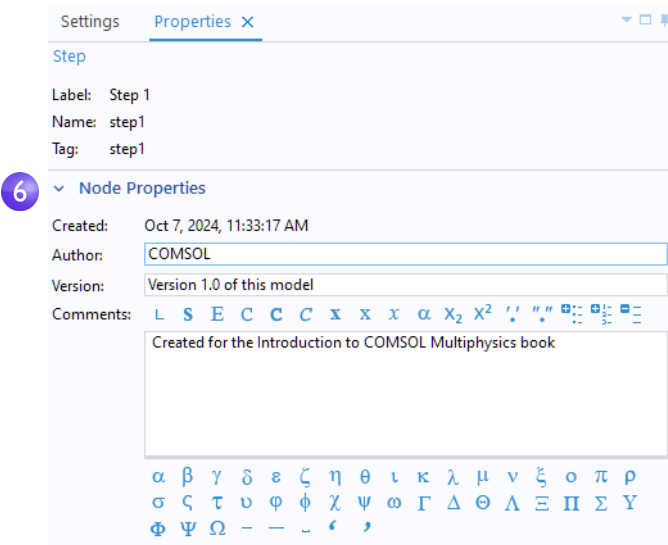 Settings Properties
Step
Label: Step 1
Name: step1
Tag: step1
6 Node Properties
Created: Oct 7, 2024, 11:33:17 AM
Author: COMSOL
Version: Version 1.0 of this model
Comments: L S E C C C x x x α X₂ X² '.' "."
Created for the Introduction to COMSOL Multiphysics book
α β γ δ ε ζ η θ ι κ λ μ ν ξ ο π ρ
σ ς τ υ φ ϕ χ ψ ω Γ Δ Θ Λ Ξ Π Σ Υ
Φ Ψ Ω – — ˽ ‘ ’